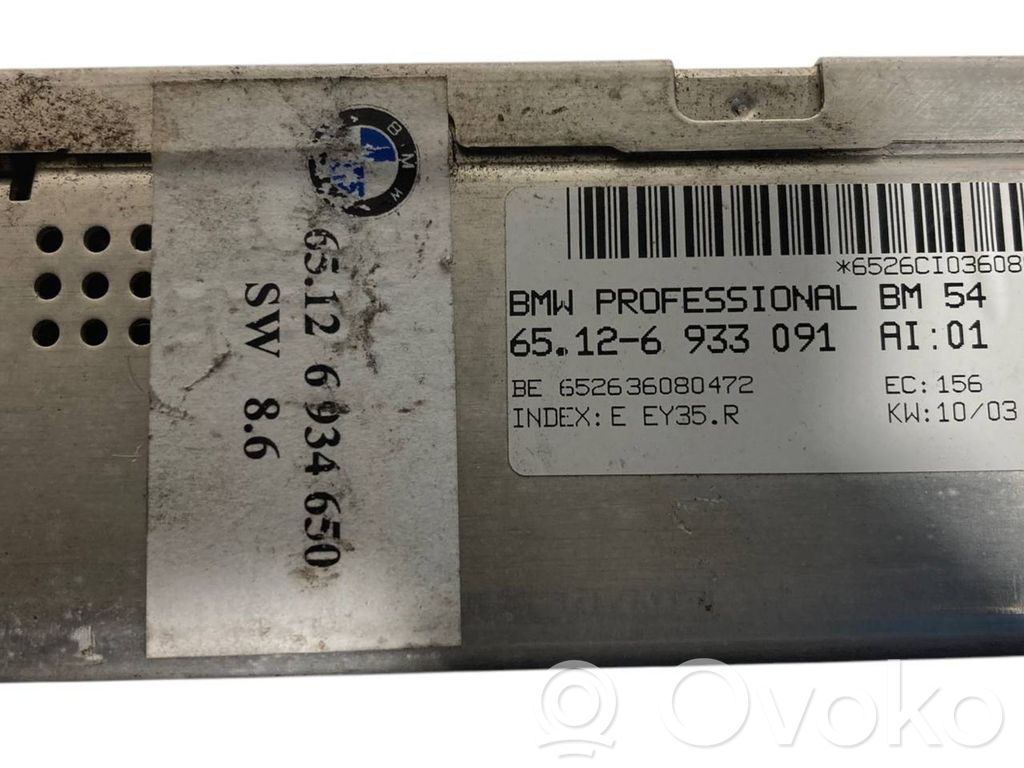 BMW
65.12 6 934 650
SW 8.6
*6526CI03608
BMW PROFESSIONAL BM 54
65.12-6 933 091 AI:01
BE 652636080472 EC:156
INDEX:E EY35.R KW:10/03
Ovoko